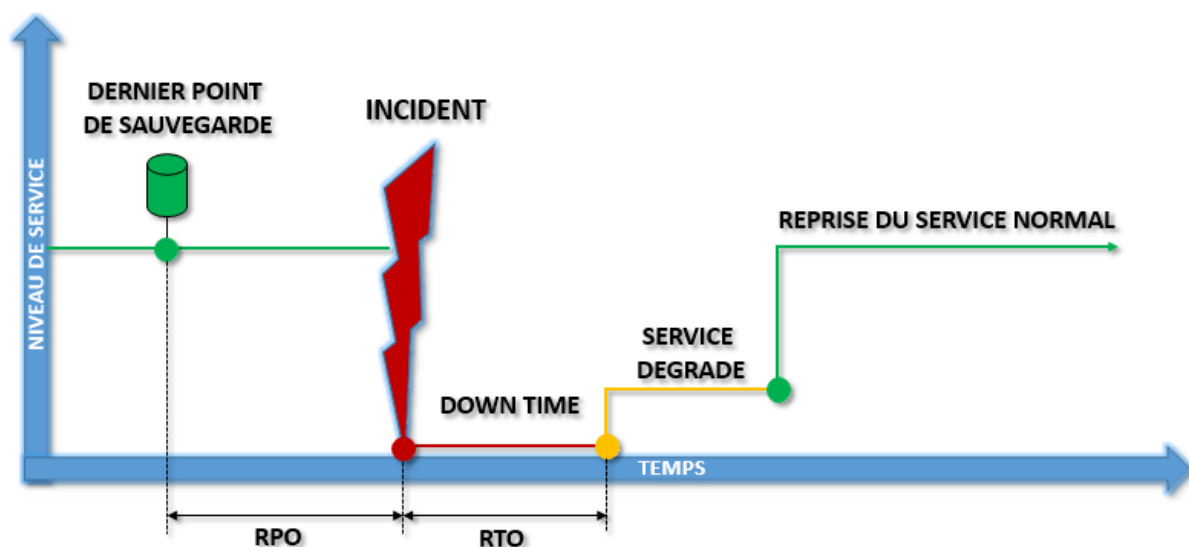 DERNIER POINT
DE SAUVEGARDE
INCIDENT
NIVEAU DE SERVICE
REPRISE DU SERVICE NORMAL
SERVICE
DEGRADE
DOWN TIME
TEMPS
RPO
RTO